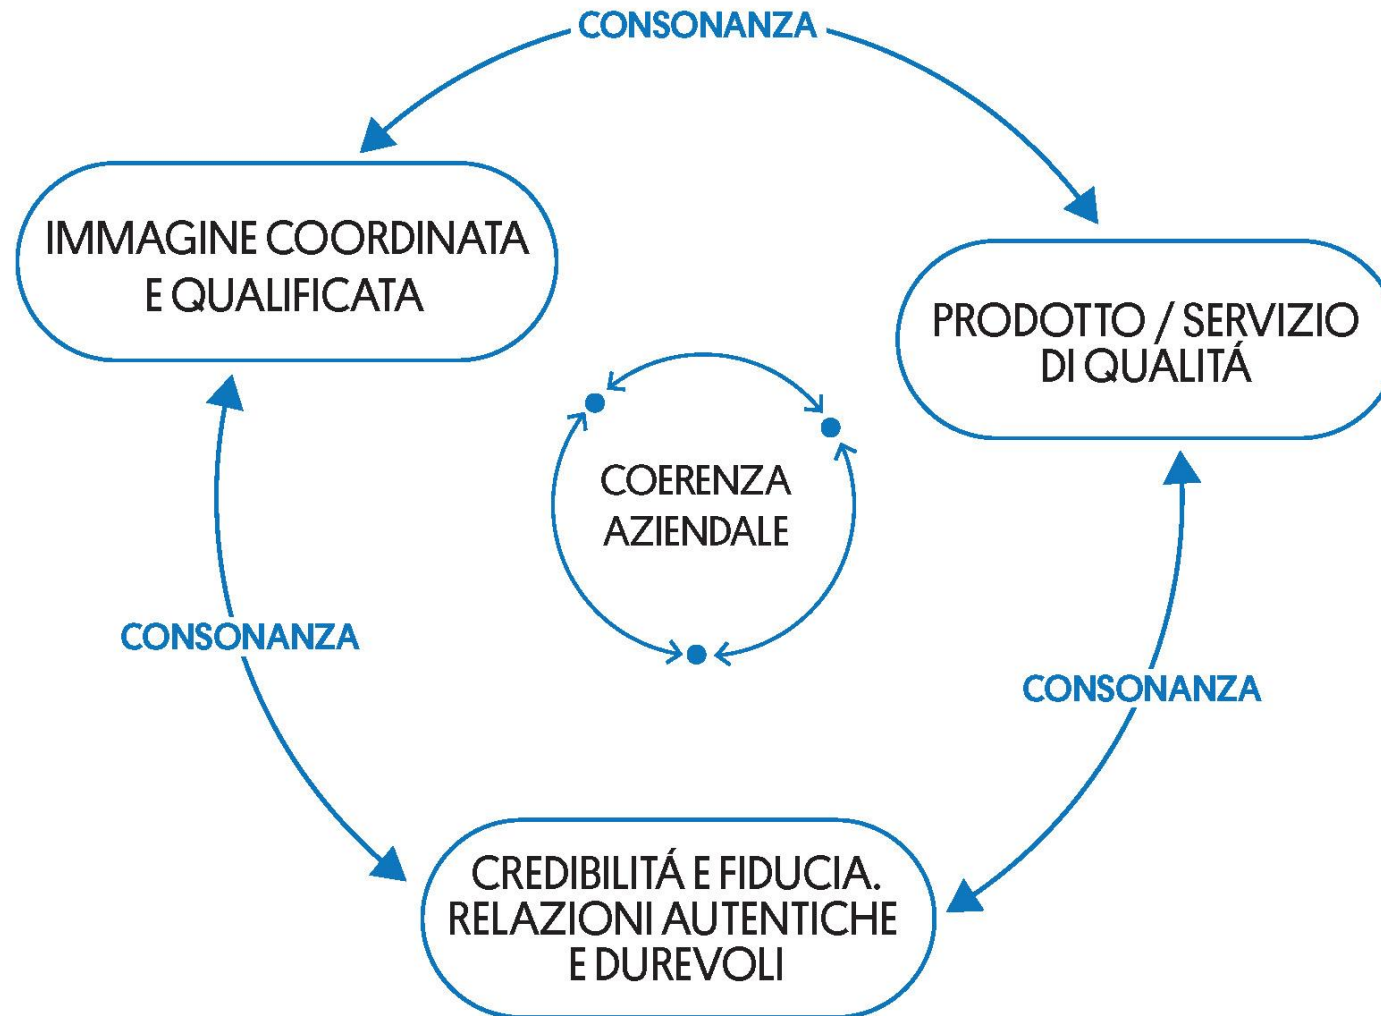 CONSONANZA
IMMAGINE COORDINATA
E QUALIFICATA
PRODOTTO / SERVIZIO
DI QUALITÁ
COERENZA
AZIENDALE
CONSONANZA
CONSONANZA
CREDIBILITÁ E FIDUCIA.
RELAZIONI AUTENTICHE
E DUREVOLI